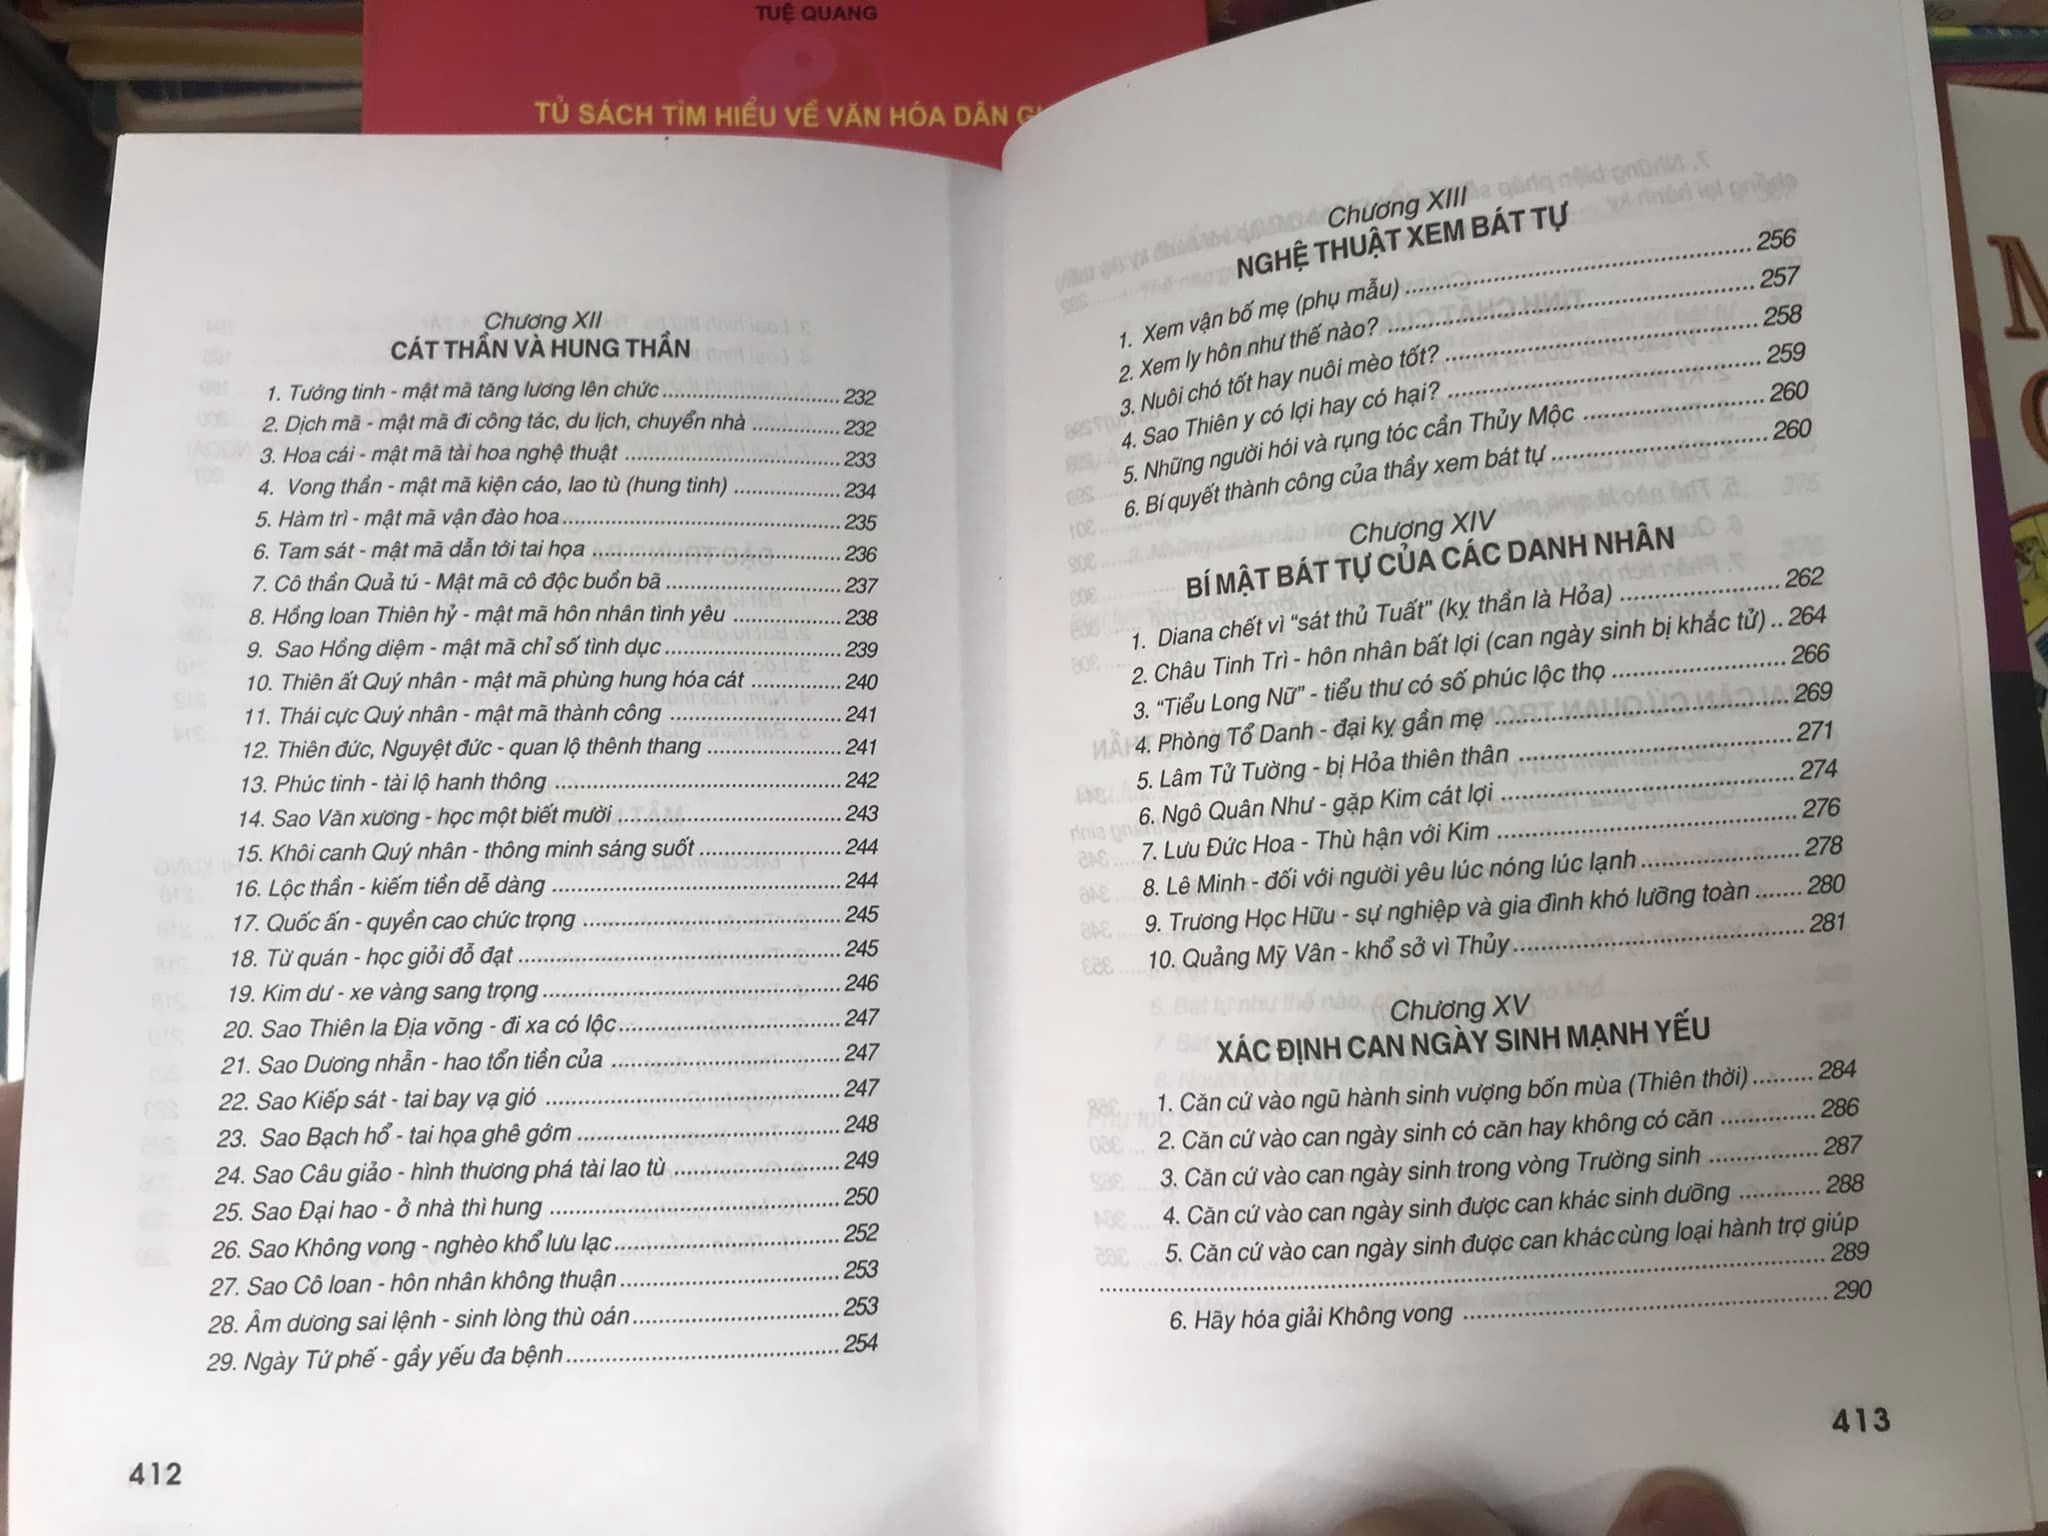 TUỆ QUANG
TỦ SÁCH TÌM HIỂU VỀ VĂN HÓA DÂN
Chương XII
CÁT THẦN VÀ HUNG THẦN
1. Tướng tinh - mật mã tăng lương lên chức ........ 232
2. Dịch mã - mật mã đi công tác, du lịch, chuyển nhà ........ 232
3. Hoa cái - mật mã tài hoa nghệ thuật ........ 233
4. Vong thần - mật mã kiện cáo, lao tù (hung tinh) ........ 234
5. Hàm trì - mật mã vận đào hoa ........ 235
6. Tam sát - mật mã dẫn tới tai họa ........ 236
7. Cô thần Quả tú - Mật mã cô độc buồn bã ........ 237
8. Hồng loan Thiên hỷ - mật mã hôn nhân tình yêu ........ 238
9. Sao Hồng diệm - mật mã chỉ số tình dục ........ 239
10. Thiên ất Quý nhân - mật mã phùng hung hóa cát ........ 240
11. Thái cực Quý nhân - mật mã thành công ........ 241
12. Thiên đức, Nguyệt đức - quan lộ thênh thang ........ 241
13. Phúc tinh - tài lộ hanh thông ........ 242
14. Sao Văn xương - học một biết mười ........ 243
15. Khôi canh Quý nhân - thông minh sáng suốt ........ 244
16. Lộc thần - kiếm tiền dễ dàng ........ 244
17. Quốc ấn - quyền cao chức trọng ........ 245
18. Từ quán - học giỏi đỗ đạt ........ 245
19. Kim dư - xe vàng sang trọng ........ 246
20. Sao Thiên la Địa võng - đi xa có lộc ........ 247
21. Sao Dương nhẫn - hao tổn tiền của ........ 247
22. Sao Kiếp sát - tai bay vạ gió ........ 247
23. Sao Bạch hổ - tai họa ghê gớm ........ 248
24. Sao Câu giảo - hình thương phá tài lao tù ........ 249
25. Sao Đại hao - ở nhà thì hung ........ 250
26. Sao Không vong - nghèo khổ lưu lạc ........ 252
27. Sao Cô loan - hôn nhân không thuận ........ 253
28. Âm dương sai lệnh - sinh lòng thù oán ........ 253
29. Ngày Tứ phế - gầy yếu đa bệnh ........ 254
412
Chương XIII
NGHỆ THUẬT XEM BÁT TỰ
1. Xem vận bố mẹ (phụ mẫu) ........ 256
2. Xem ly hôn như thế nào? ........ 257
3. Nuôi chó tốt hay nuôi mèo tốt? ........ 258
4. Sao Thiên y có lợi hay có hại? ........ 259
5. Những người hói và rụng tóc cần Thủy Mộc ........ 260
6. Bí quyết thành công của thầy xem bát tự ........ 260
Chương XIV
BÍ MẬT BÁT TỰ CỦA CÁC DANH NHÂN
1. Diana chết vì “sát thủ Tuất” (kỵ thần là Hỏa) ........ 262
2. Châu Tinh Trì - hôn nhân bất lợi (can ngày sinh bị khắc tử) .. 264
3. “Tiểu Long Nữ” - tiểu thư có số phúc lộc thọ ........ 266
4. Phòng Tổ Danh - đại kỵ gần mẹ ........ 269
5. Lâm Tử Tường - bị Hỏa thiên thân ........ 271
6. Ngô Quân Như - gặp Kim cát lợi ........ 274
7. Lưu Đức Hoa - Thù hận với Kim ........ 276
8. Lê Minh - đối với người yêu lúc nóng lúc lạnh ........ 278
9. Trương Học Hữu - sự nghiệp và gia đình khó lưỡng toàn ....... 280
10. Quảng Mỹ Vân - khổ sở vì Thủy ........ 281
Chương XV
XÁC ĐỊNH CAN NGÀY SINH MẠNH YẾU
1. Căn cứ vào ngũ hành sinh vượng bốn mùa (Thiên thời) ......... 284
2. Căn cứ vào can ngày sinh có căn hay không có căn ........ 286
3. Căn cứ vào can ngày sinh trong vòng Trường sinh ........ 287
4. Căn cứ vào can ngày sinh được can khác sinh dưỡng ........ 288
5. Căn cứ vào can ngày sinh được can khác cùng loại hành trợ giúp
........ 289
6. Hãy hóa giải Không vong ........ 290
413